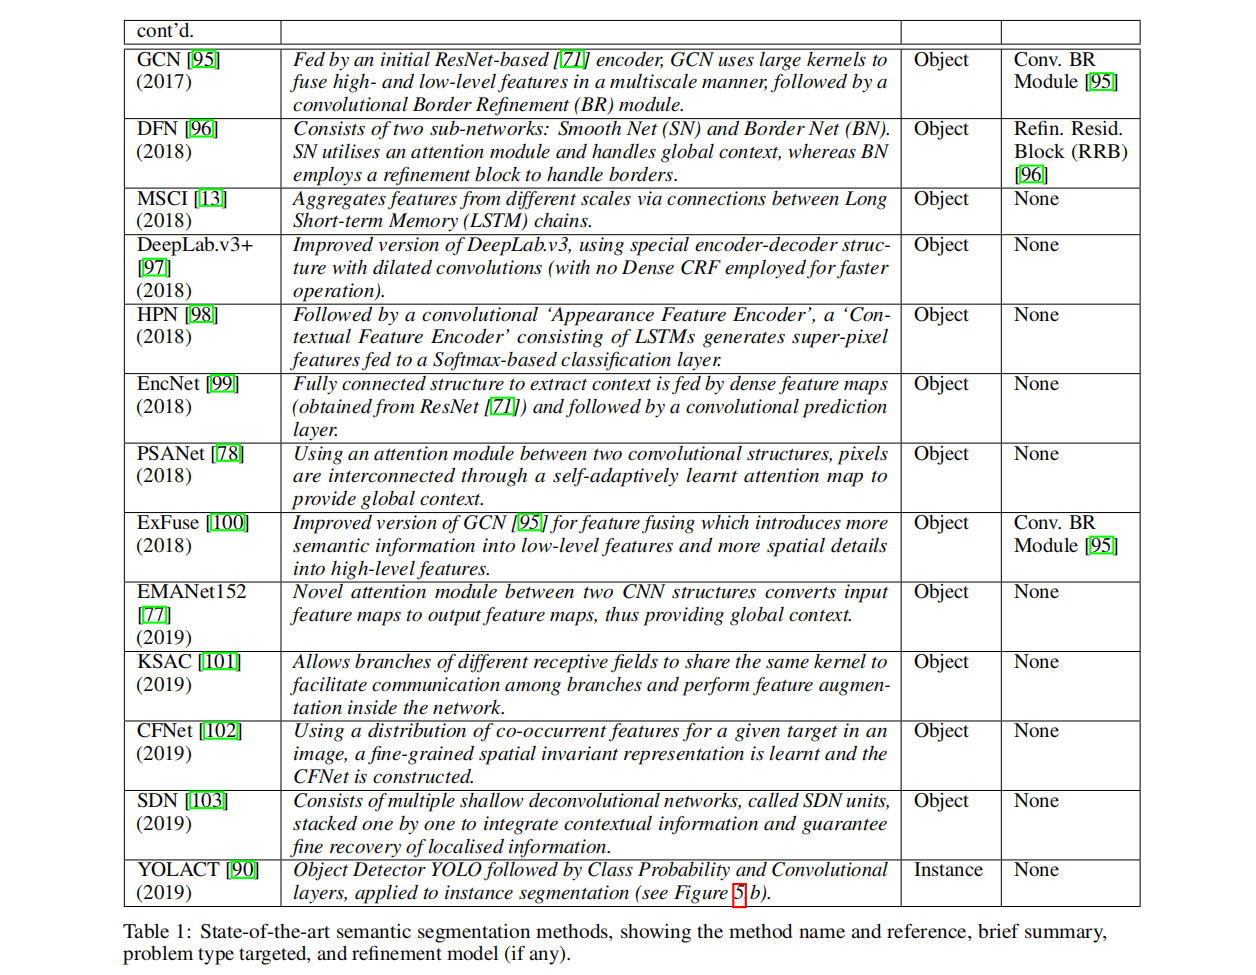 cont’d.
GCN [95]
(2017)
Fed by an initial ResNet-based [71] encoder, GCN uses large kernels to
fuse high- and low-level features in a multiscale manner, followed by a
convolutional Border Refinement (BR) module.
Object
Conv. BR
Module [95]
DFN [96]
(2018)
Consists of two sub-networks: Smooth Net (SN) and Border Net (BN).
SN utilises an attention module and handles global context, whereas BN
employs a refinement block to handle borders.
Object
Refin. Resid.
Block (RRB)
[96]
MSCI [13]
(2018)
Aggregates features from different scales via connections between Long
Short-term Memory (LSTM) chains.
Object
None
DeepLab.v3+
[97]
(2018)
Improved version of DeepLab.v3, using special encoder-decoder struc-
ture with dilated convolutions (with no Dense CRF employed for faster
operation).
Object
None
HPN [98]
(2018)
Followed by a convolutional ‘Appearance Feature Encoder’, a ‘Con-
textual Feature Encoder’ consisting of LSTMs generates super-pixel
features fed to a Softmax-based classification layer.
Object
None
EncNet [99]
(2018)
Fully connected structure to extract context is fed by dense feature maps
(obtained from ResNet [71]) and followed by a convolutional prediction
layer.
Object
None
PSANet [78]
(2018)
Using an attention module between two convolutional structures, pixels
are interconnected through a self-adaptively learnt attention map to
provide global context.
Object
None
ExFuse [100]
(2018)
Improved version of GCN [95] for feature fusing which introduces more
semantic information into low-level features and more spatial details
into high-level features.
Object
Conv. BR
Module [95]
EMANet152
[77]
(2019)
Novel attention module between two CNN structures converts input
feature maps to output feature maps, thus providing global context.
Object
None
KSAC [101]
(2019)
Allows branches of different receptive fields to share the same kernel to
facilitate communication among branches and perform feature augmen-
tation inside the network.
Object
None
CFNet [102]
(2019)
Using a distribution of co-occurrent features for a given target in an
image, a fine-grained spatial invariant representation is learnt and the
CFNet is constructed.
Object
None
SDN [103]
(2019)
Consists of multiple shallow deconvolutional networks, called SDN units,
stacked one by one to integrate contextual information and guarantee
fine recovery of localised information.
Object
None
YOLACT [90]
(2019)
Object Detector YOLO followed by Class Probability and Convolutional
layers, applied to instance segmentation (see Figure 5 b).
Instance
None
Table 1: State-of-the-art semantic segmentation methods, showing the method name and reference, brief summary,
problem type targeted, and refinement model (if any).